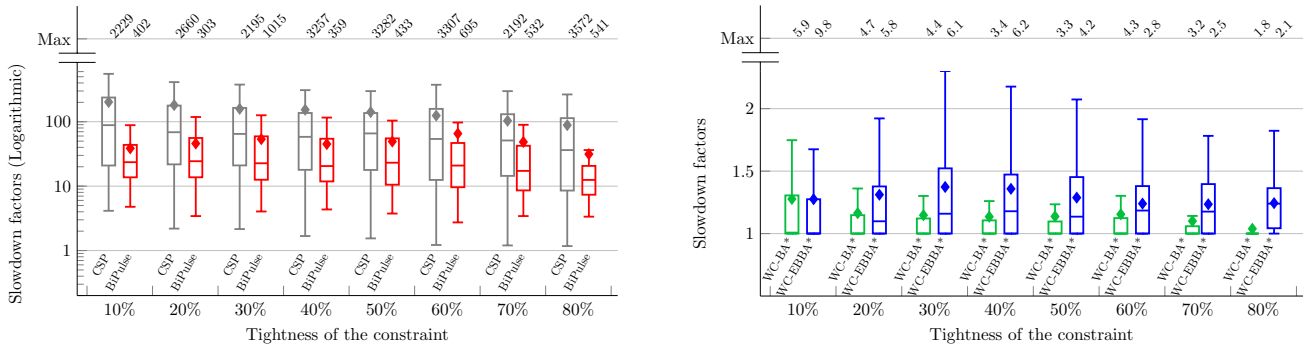 2229 402 2660 303 2195 1015 3257 359 3282 433 3307 695 2192 532 3572 541
Max
100
10
1
Slowdown factors (Logarithmic)
CSP BiPulse CSP BiPulse CSP BiPulse CSP BiPulse CSP BiPulse CSP BiPulse CSP BiPulse CSP BiPulse
10% 20% 30% 40% 50% 60% 70% 80%
Tightness of the constraint
5.9 9.8 4.7 5.8 4.4 6.1 3.4 6.2 3.3 4.2 4.3 2.8 3.2 2.5 1.8 2.1
Max
2
1.5
1
Slowdown factors
WC-BA* WC-EBBA* WC-BA* WC-EBBA* WC-BA* WC-EBBA* WC-BA* WC-EBBA* WC-BA* WC-EBBA* WC-BA* WC-EBBA* WC-BA* WC-EBBA* WC-BA* WC-EBBA*
10% 20% 30% 40% 50% 60% 70% 80%
Tightness of the constraint